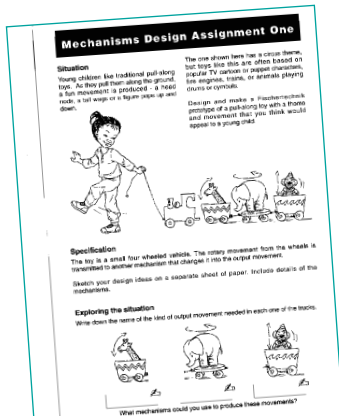 Mechanisms Design Assignment One
Situation
Young children like traditional pull-along
toys. As they pull them along the ground,
a fun movement is produced - a head
nods, a tail wags or a figure pops up and
down.
The one shown here has a circus theme,
but toys like this are often based on
popular TV cartoon or puppet characters,
fire engines, trains, or animals playing
drums or cymbals.
Design and make a Fischertechnik
prototype of a pull-along toy with a theme
and movement that you think would
appeal to a young child.
Specification
The toy is a small four wheeled vehicle. The rotary movement from the wheels is
transmitted to another mechanism that changes it into the output movement.
Sketch your design ideas on a separate sheet of paper. Include details of the
mechanisms.
Exploring the situation
Write down the name of the kind of output movement needed in each one of the trucks.
What mechanisms could you use to produce these movements?